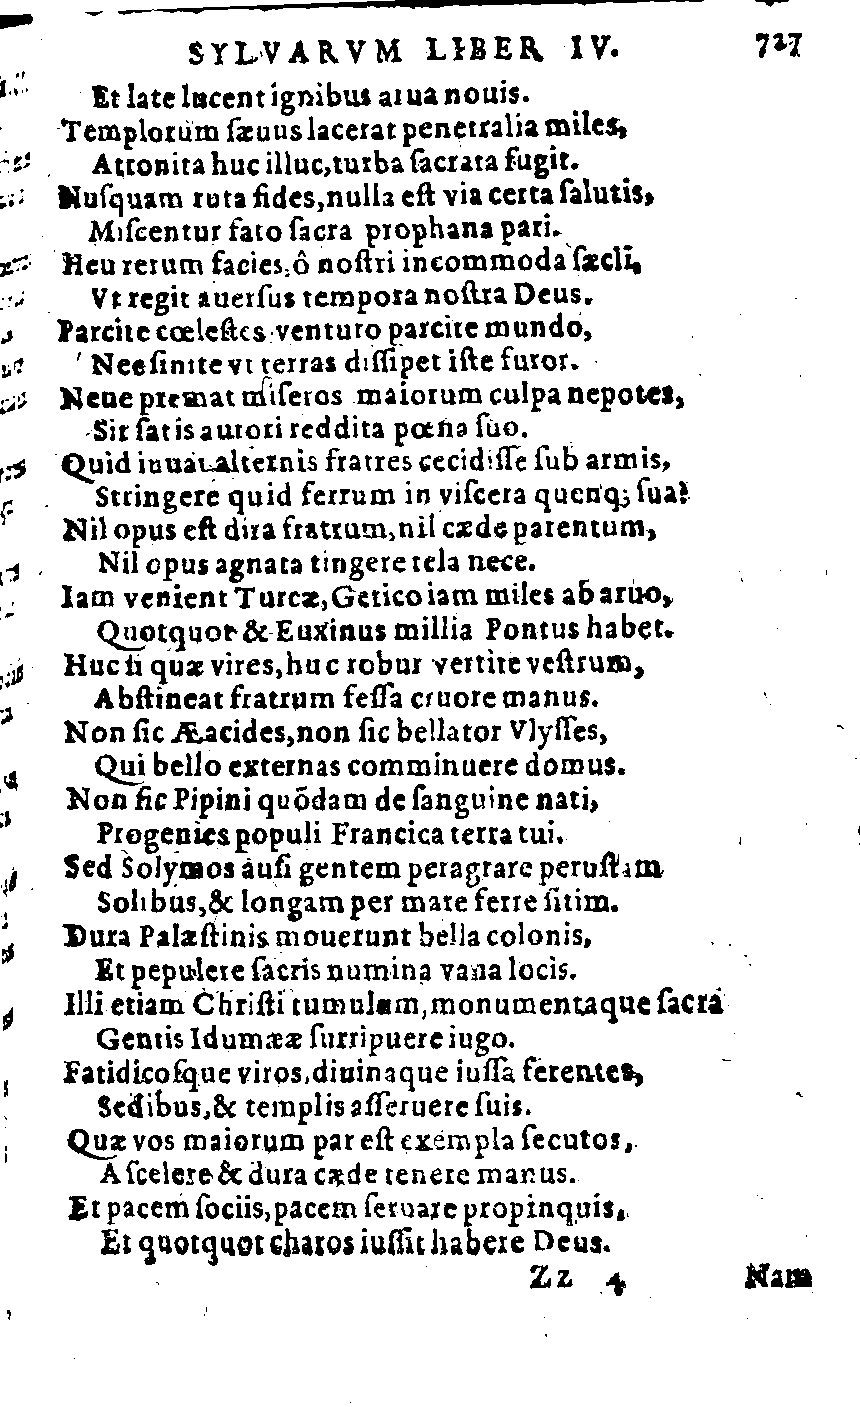 SYLVARVM LIBER IV. 727
Et late lucent ignibus arua nouis.
Templorum sæuus lacerat penetralia miles,
Attonita huc illuc, turba sacrata fugit.
Nusquam tuta fides, nulla est via certa salutis,
Miscentur fato sacra prophana pari.
Heu rerum facies, ô nostri incommoda sæcli,
Vt regit auersus tempora nostra Deus.
Parcite cœlestes venturo parcite mundo,
Nec sinite vt terras dissipet iste furor.
Neue premat miseros maiorum culpa nepotes,
Sit satis autori reddita pœna suo.
Quid iuuat alternis fratres cecidisse sub armis,
Stringere quid ferrum in viscera quenq; sua?
Nil opus est dira fratrum, nil cæde parentum,
Nil opus agnata tingere tela nece.
Iam venient Turcæ, Getico iam miles ab aruo,
Quotquot & Euxinus millia Pontus habet.
Huc si quæ vires, huc robur vertite vestrum,
Abstineat fratrum fessa cruore manus.
Non sic Æacides, non sic bellator Vlysses,
Qui bello externas comminuere domus.
Non sic Pipini quōdam de sanguine nati,
Progenies populi Francica terra tui.
Sed Solymos ausi gentem peragrare perustam
Solibus, & longam per mare ferre sitim.
Dura Palæstinis mouerunt bella colonis,
Et pepulere sacris numina vana locis.
Illi etiam Christi tumulum, monumentaque sacra
Gentis Idumææ surripuere iugo.
Fatidicosque viros, diuinaque iussa ferentes,
Sedibus, & templis asseruere suis.
Quæ vos maiorum par est exempla secutos,
A scelere & dura cæde tenere manus.
Et pacem sociis, pacem seruare propinquis,
Et quotquot charos iussit habere Deus.
Zz 4 Nam